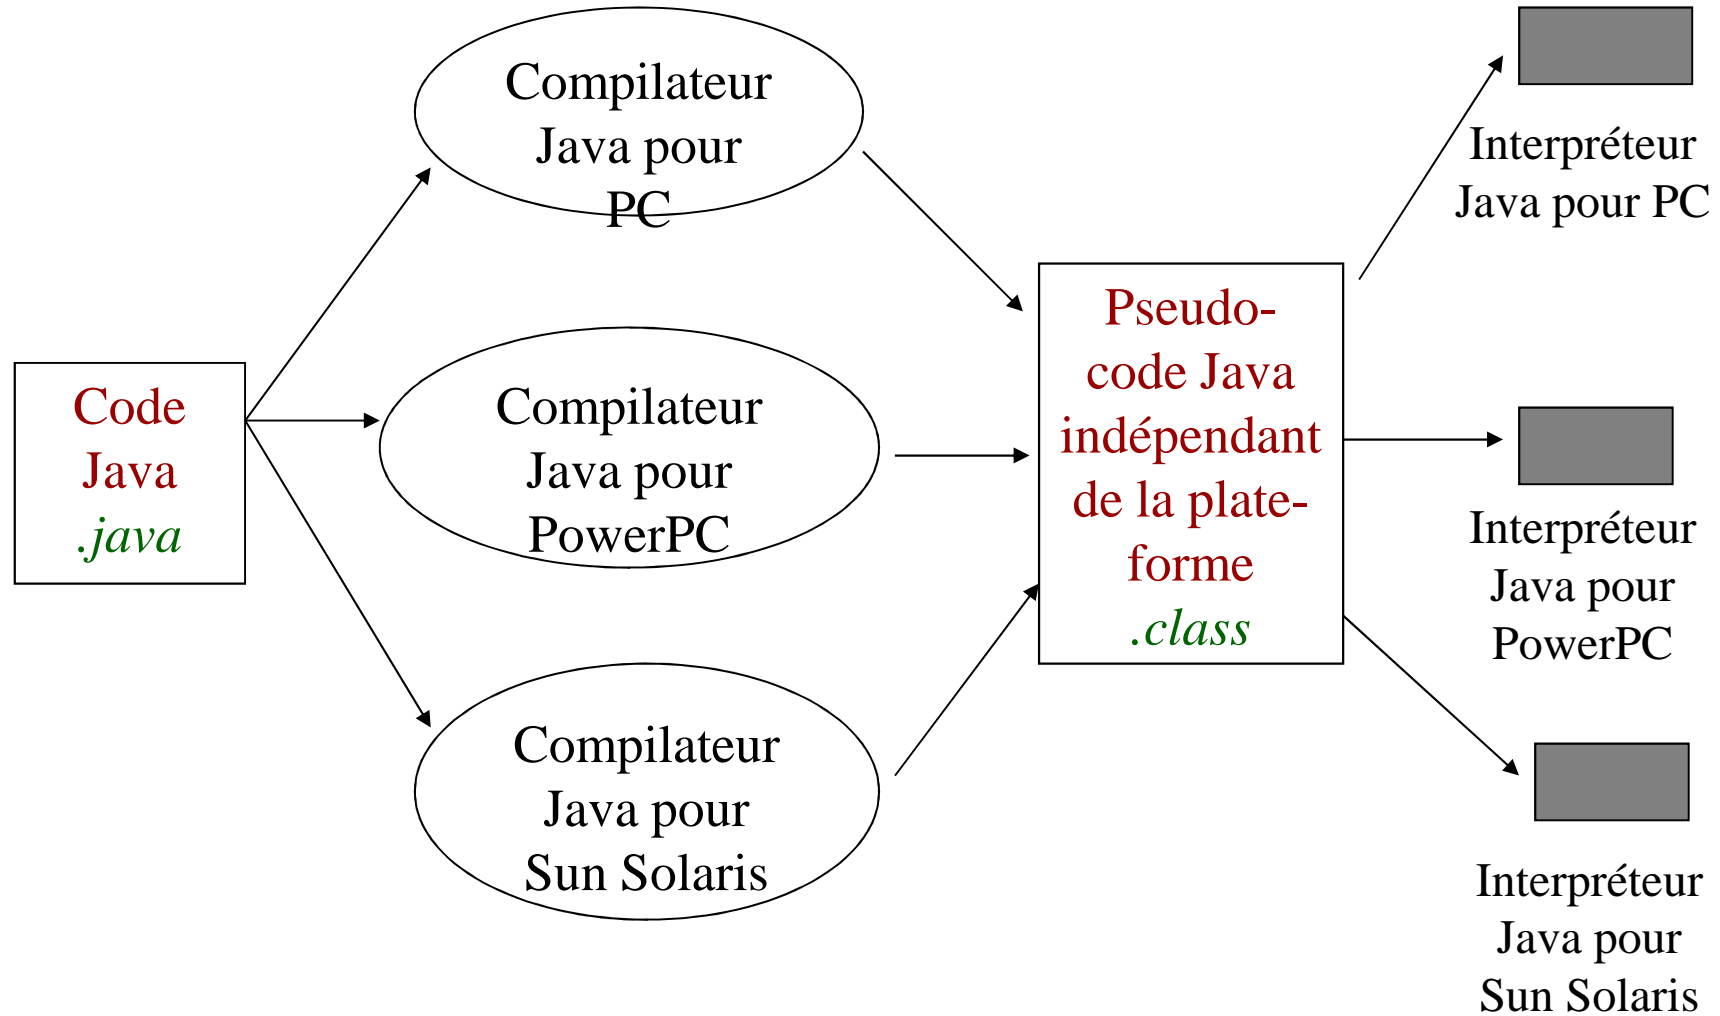 Code
Java
.java
Compilateur
Java pour
PC
Compilateur
Java pour
PowerPC
Compilateur
Java pour
Sun Solaris
Pseudo-
code Java
indépendant
de la plate-
forme
.class
Interpréteur
Java pour PC
Interpréteur
Java pour
PowerPC
Interpréteur
Java pour
Sun Solaris